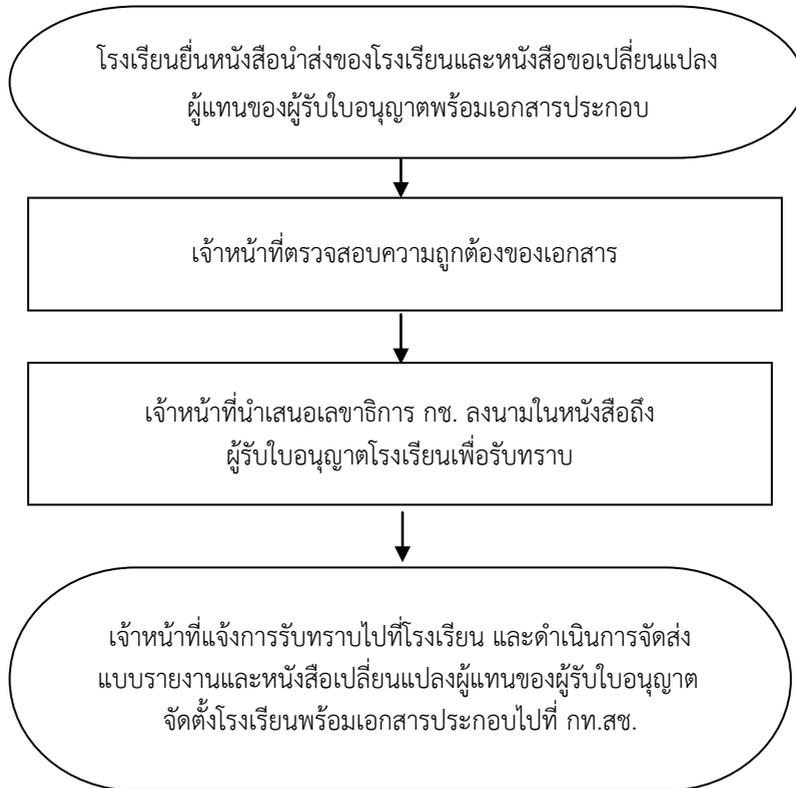 โรงเรียนยื่นหนังสือนำส่งของโรงเรียนและหนังสือขอเปลี่ยนแปลง
ผู้แทนของผู้รับใบอนุญาตพร้อมเอกสารประกอบ
เจ้าหน้าที่ตรวจสอบความถูกต้องของเอกสาร
เจ้าหน้าที่นำเสนอเลขาธิการ กช. ลงนามในหนังสือถึง
ผู้รับใบอนุญาตโรงเรียนเพื่อรับทราบ
เจ้าหน้าที่แจ้งการรับทราบไปที่โรงเรียน และดำเนินการจัดส่ง
แบบรายงานและหนังสือเปลี่ยนแปลงผู้แทนของผู้รับใบอนุญาต
จัดตั้งโรงเรียนพร้อมเอกสารประกอบไปที่ กท.สช.